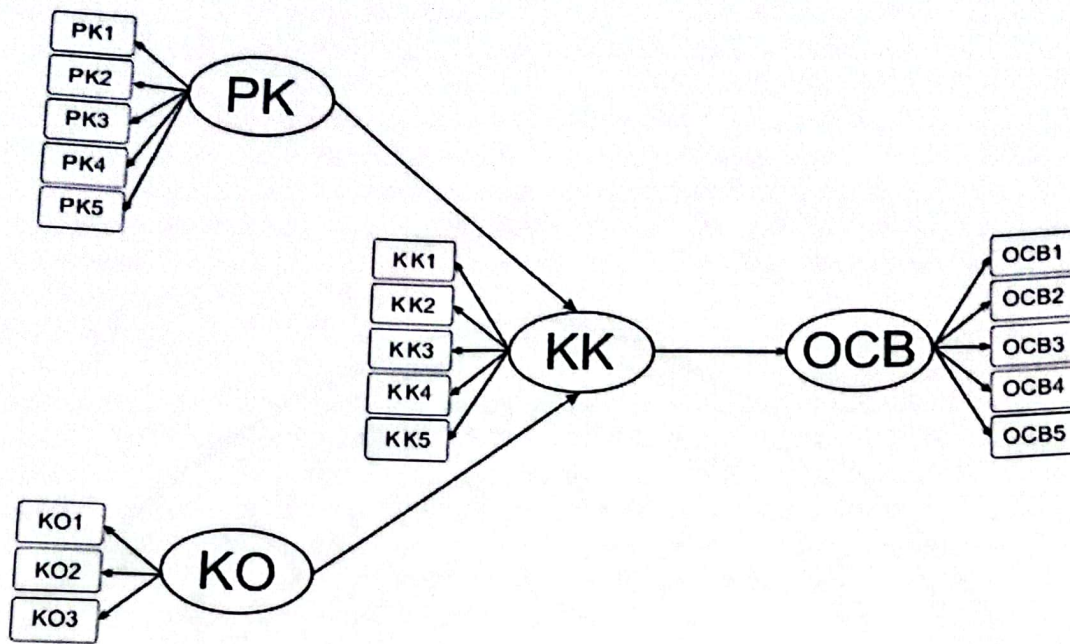 PK1
PK2
PK3
PK4
PK5
PK
KK1
KK2
KK3
KK4
KK5
KK
OCB
OCB1
OCB2
OCB3
OCB4
OCB5
KO1
KO2
KO3
KO